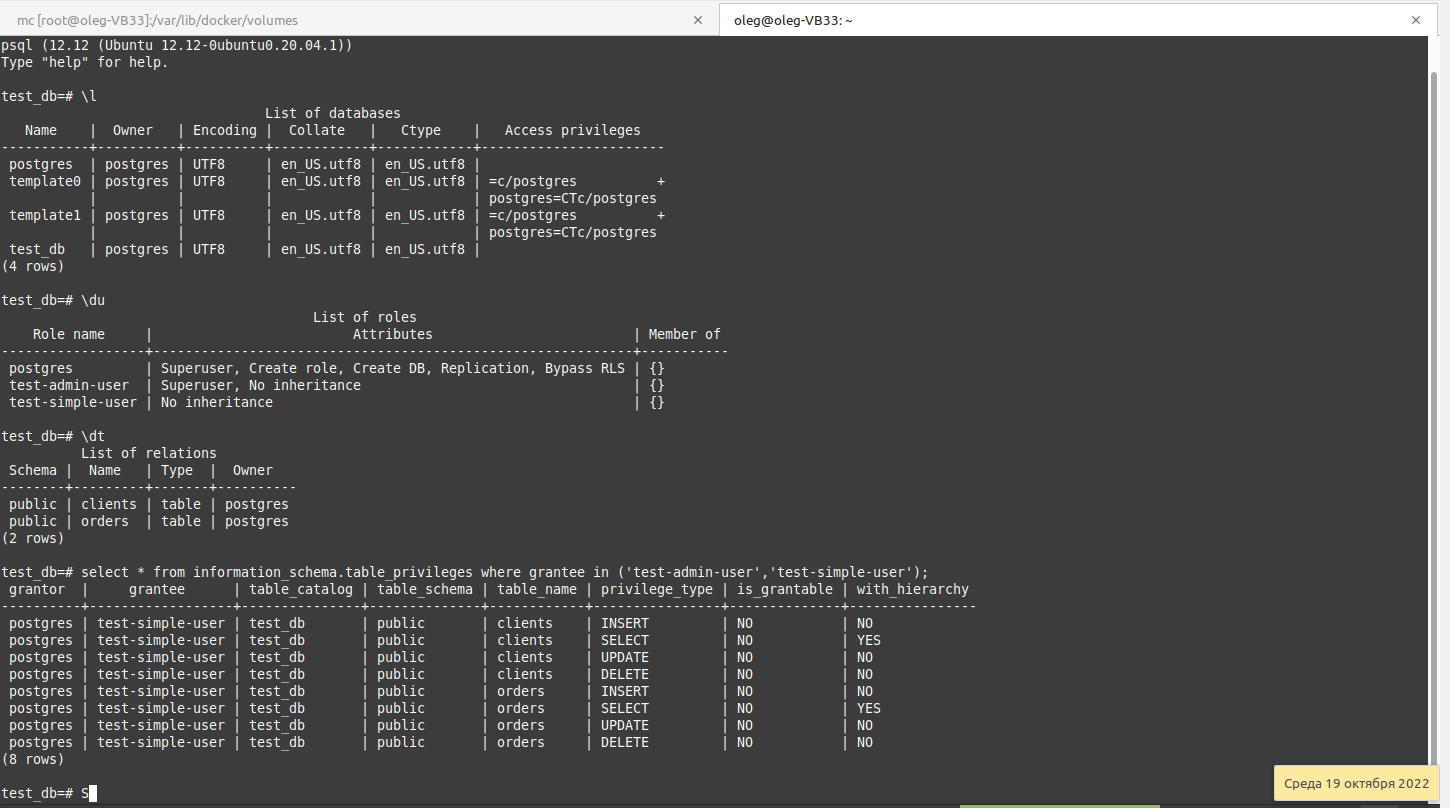 mc [root@oleg-VB33]:/var/lib/docker/volumes × oleg@oleg-VB33: ~ ×
psql (12.12 (Ubuntu 12.12-0ubuntu0.20.04.1))
Type "help" for help.

test_db=# \l
                                 List of databases
   Name    |  Owner   | Encoding |  Collate   |   Ctype    |   Access privileges
-----------+----------+----------+------------+------------+-----------------------
 postgres  | postgres | UTF8     | en_US.utf8 | en_US.utf8 |
 template0 | postgres | UTF8     | en_US.utf8 | en_US.utf8 | =c/postgres          +
           |          |          |            |            | postgres=CTc/postgres
 template1 | postgres | UTF8     | en_US.utf8 | en_US.utf8 | =c/postgres          +
           |          |          |            |            | postgres=CTc/postgres
 test_db   | postgres | UTF8     | en_US.utf8 | en_US.utf8 |
(4 rows)

test_db=# \du
                                       List of roles
    Role name     |                         Attributes                         | Member of
------------------+------------------------------------------------------------+-----------
 postgres         | Superuser, Create role, Create DB, Replication, Bypass RLS | {}
 test-admin-user  | Superuser, No inheritance                                  | {}
 test-simple-user | No inheritance                                             | {}

test_db=# \dt
          List of relations
 Schema |  Name   | Type  |  Owner
--------+---------+-------+----------
 public | clients | table | postgres
 public | orders  | table | postgres
(2 rows)

test_db=# select * from information_schema.table_privileges where grantee in ('test-admin-user','test-simple-user');
 grantor  |     grantee      | table_catalog | table_schema | table_name | privilege_type | is_grantable | with_hierarchy
----------+------------------+---------------+--------------+------------+----------------+--------------+----------------
 postgres | test-simple-user | test_db       | public       | clients    | INSERT         | NO           | NO
 postgres | test-simple-user | test_db       | public       | clients    | SELECT         | NO           | YES
 postgres | test-simple-user | test_db       | public       | clients    | UPDATE         | NO           | NO
 postgres | test-simple-user | test_db       | public       | clients    | DELETE         | NO           | NO
 postgres | test-simple-user | test_db       | public       | orders     | INSERT         | NO           | NO
 postgres | test-simple-user | test_db       | public       | orders     | SELECT         | NO           | YES
 postgres | test-simple-user | test_db       | public       | orders     | UPDATE         | NO           | NO
 postgres | test-simple-user | test_db       | public       | orders     | DELETE         | NO           | NO
(8 rows)

test_db=# S
Среда 19 октября 2022